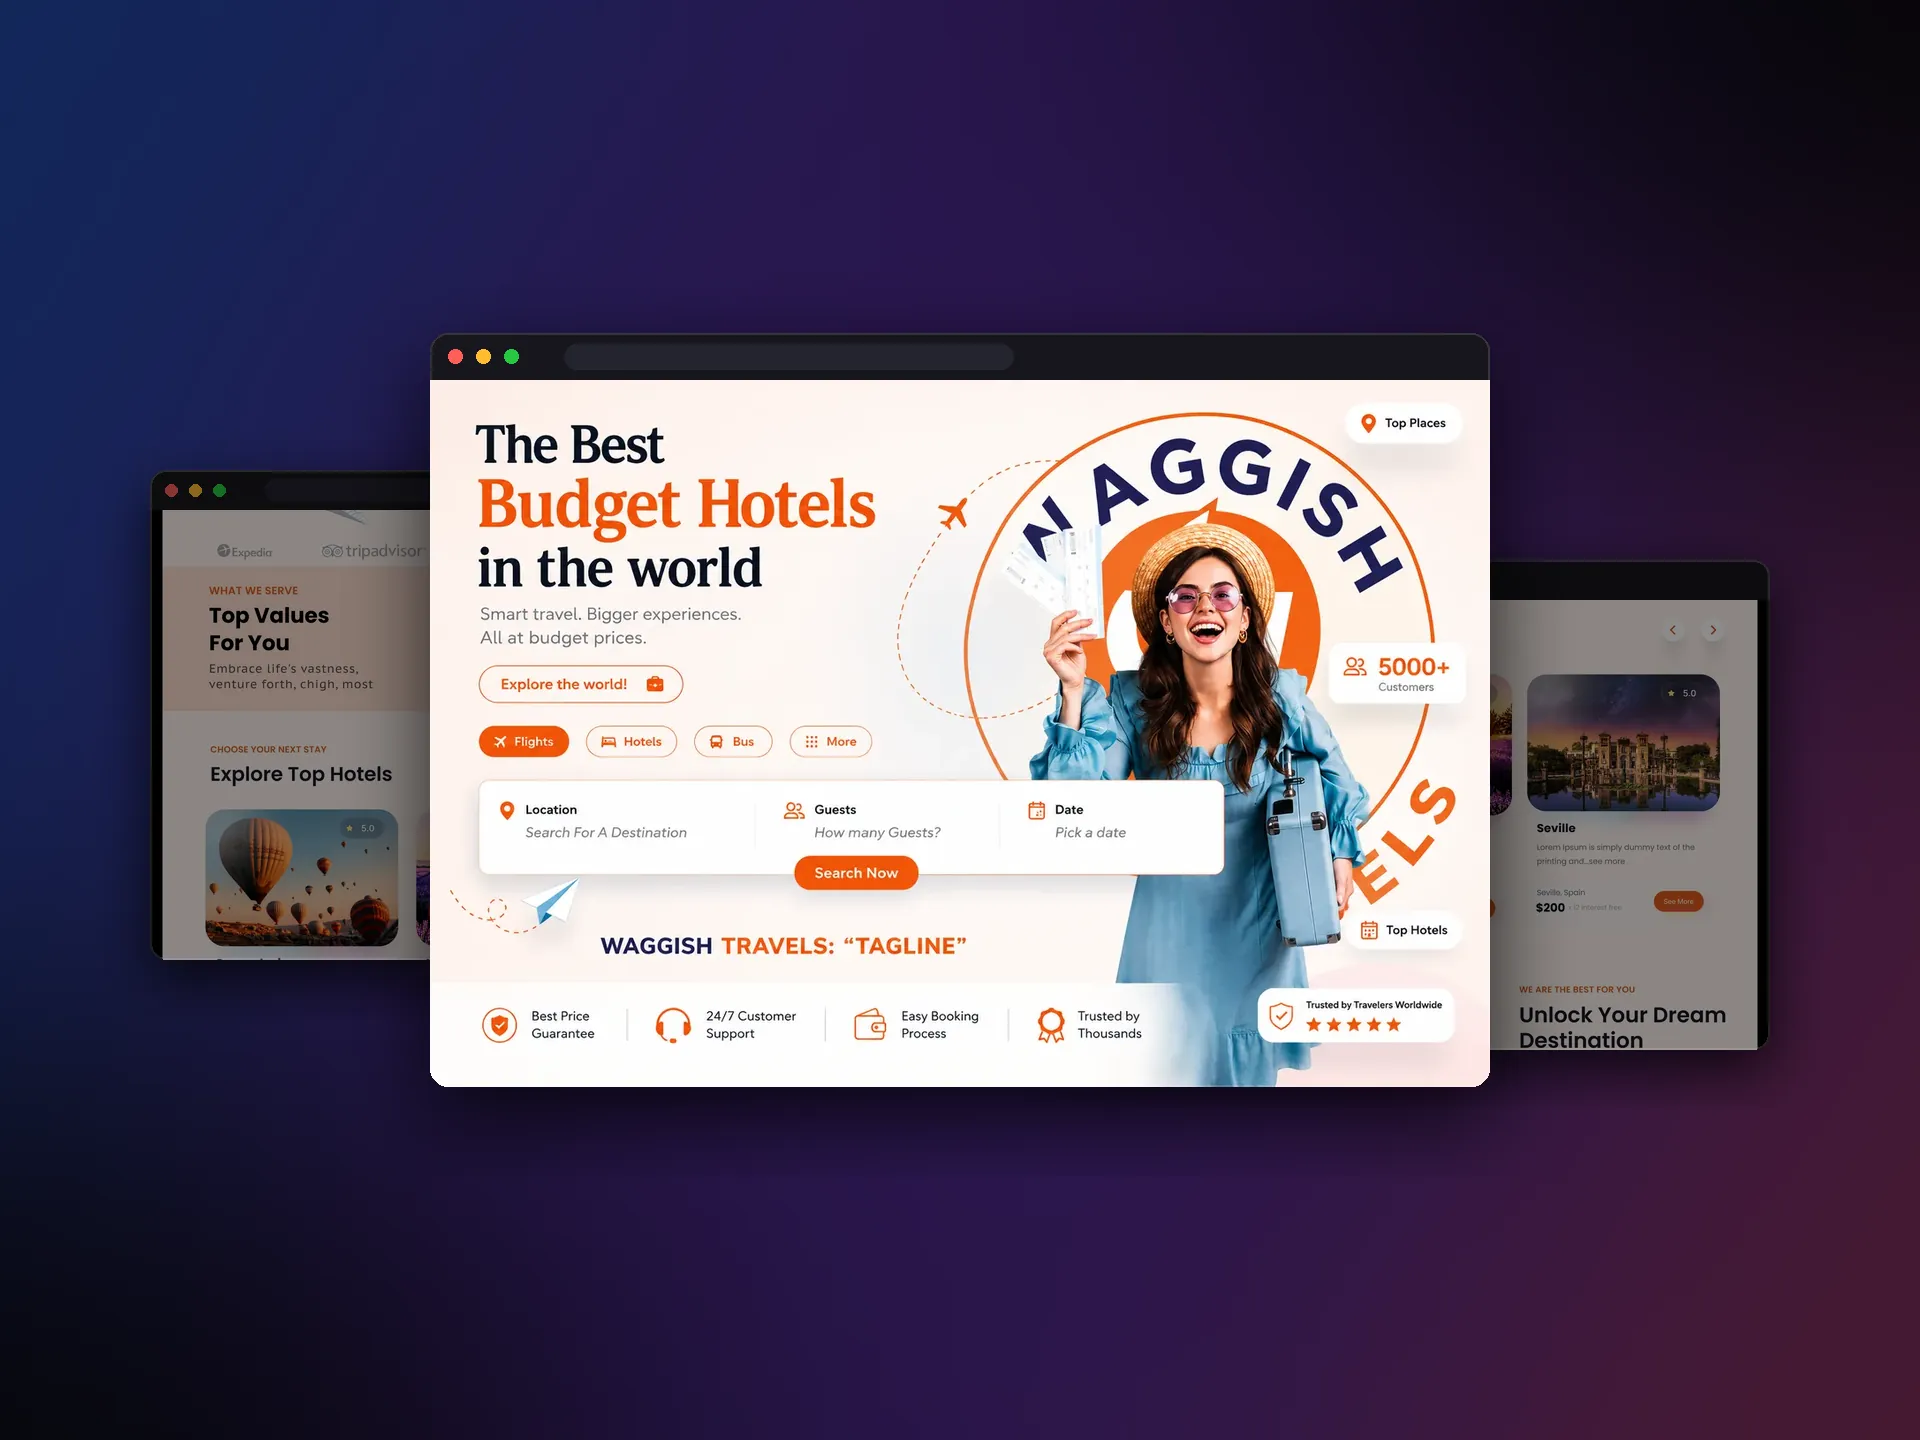 The Best
Budget Hotels
in the world
Smart travel. Bigger experiences.
All at budget prices.
Explore the world!
Flights
Hotels
Bus
More
Location
Search For A Destination
Guests
How many Guests?
Date
Pick a date
Search Now
WAGGISH TRAVELS: “TAGLINE”
Best Price
Guarantee
24/7 Customer
Support
Easy Booking
Process
Trusted by
Thousands
WAGGISH
ELS
Top Places
5000+
Customers
Top Hotels
Trusted by Travelers Worldwide
Expedia
tripadvisor
WHAT WE SERVE
Top Values
For You
Embrace life's vastness,
venture forth, chigh, most
CHOOSE YOUR NEXT STAY
Explore Top Hotels
5.0
5.0
Seville
Lorem Ipsum is simply dummy text of the
printing and...see more
Seville, Spain
$200
See More
WE ARE THE BEST FOR YOU
Unlock Your Dream
Destination